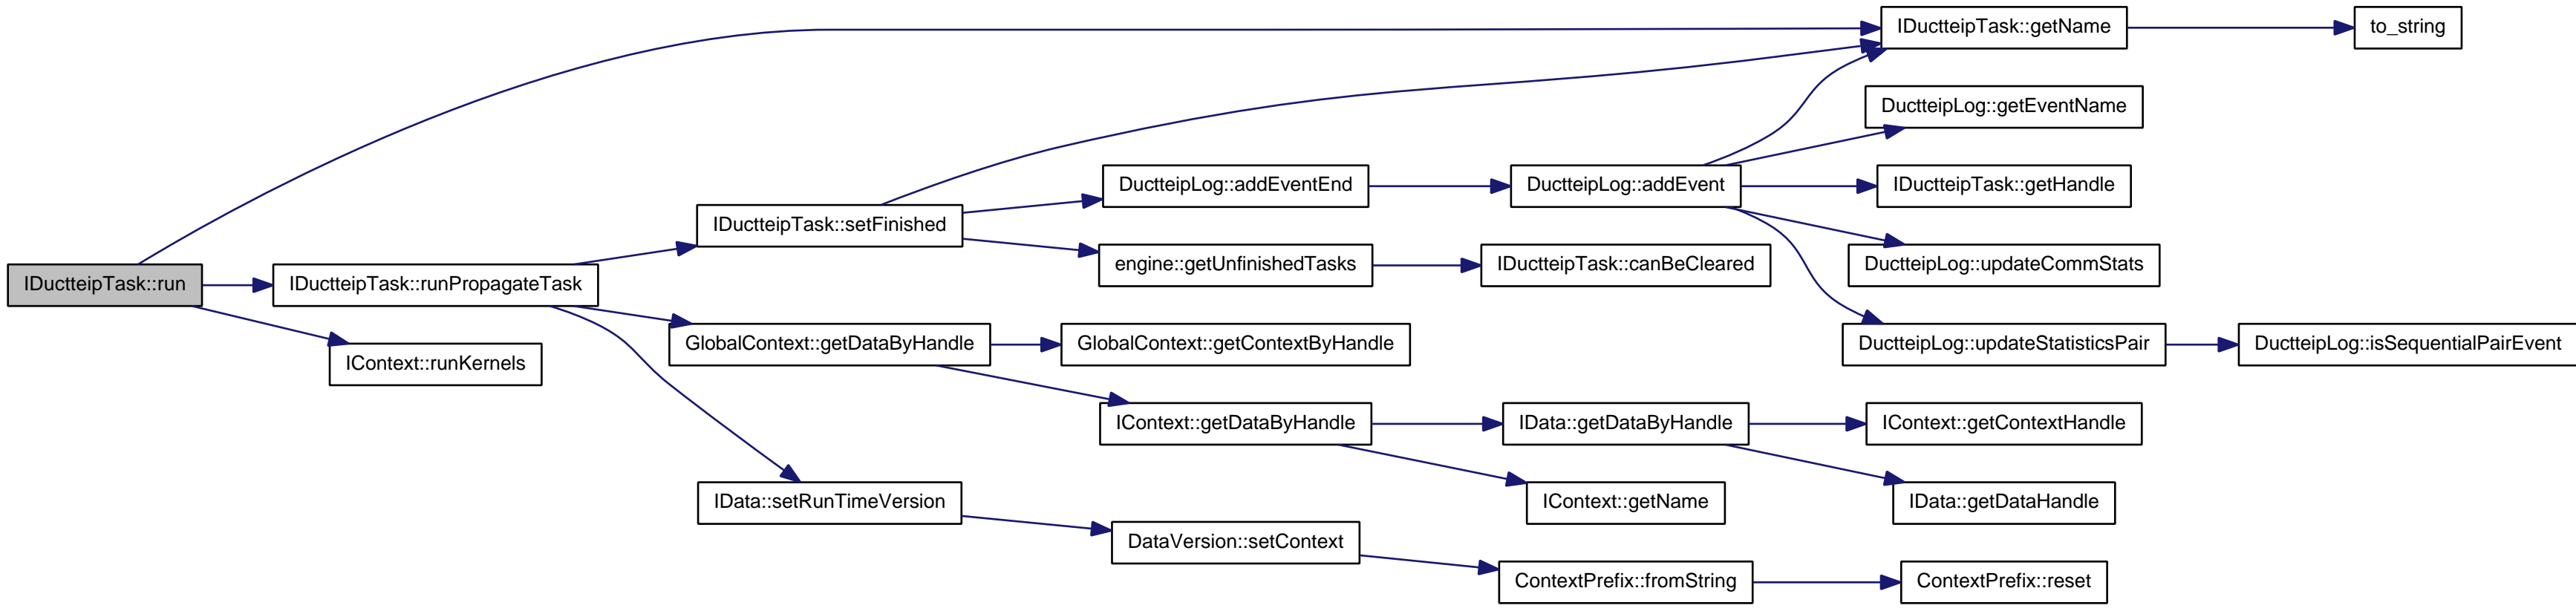 IDuctteipTask::getName
to_string
DuctteipLog::getEventName
DuctteipLog::addEventEnd
DuctteipLog::addEvent
IDuctteipTask::getHandle
IDuctteipTask::setFinished
engine::getUnfinishedTasks
IDuctteipTask::canBeCleared
DuctteipLog::updateCommStats
IDuctteipTask::run
IDuctteipTask::runPropagateTask
GlobalContext::getDataByHandle
GlobalContext::getContextByHandle
DuctteipLog::updateStatisticsPair
DuctteipLog::isSequentialPairEvent
IContext::runKernels
IContext::getDataByHandle
IData::getDataByHandle
IContext::getContextHandle
IData::setRunTimeVersion
IContext::getName
IData::getDataHandle
DataVersion::setContext
ContextPrefix::fromString
ContextPrefix::reset